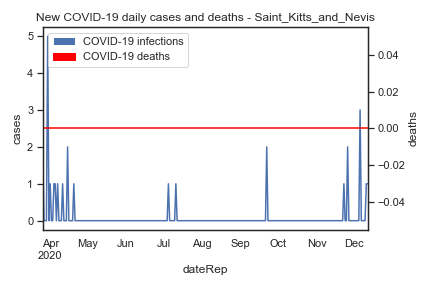 New COVID-19 daily cases and deaths - Saint_Kitts_and_Nevis
COVID-19 infections
COVID-19 deaths
5
4
3
2
1
0
cases
0.04
0.02
0.00
−0.02
−0.04
deaths
Apr May Jun Jul Aug Sep Oct Nov Dec
2020
dateRep